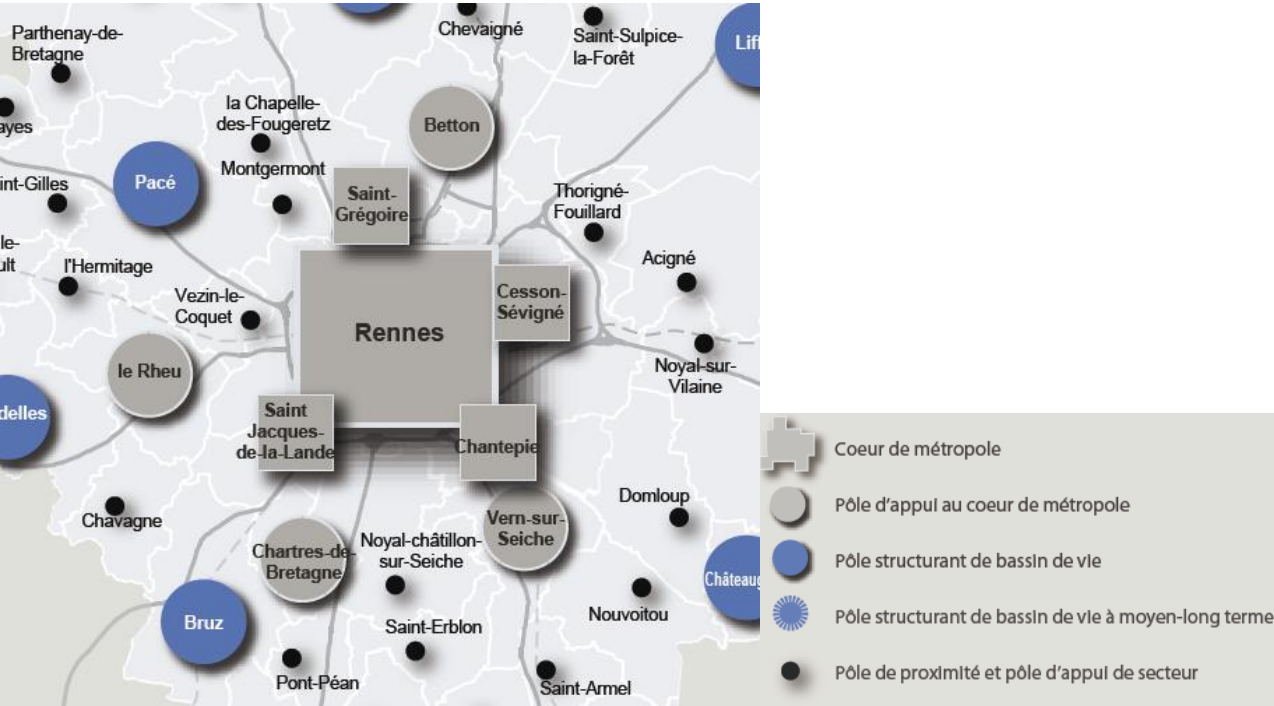 Parthenay-de-
Bretagne
Chevaigné
Saint-Sulpice-
la-Forêt
la Chapelle-
des-Fougeretz
Betton
Montgermont
Pacé
Saint-
Grégoire
Thorigné-
Fouillard
l'Hermitage
Acigné
Vezin-le-
Coquet
Cesson-
Sévigné
Rennes
le Rheu
Noyal-sur-
Vilaine
Saint
Jacques-
de-la-Lande
Chantepie
Chavagne
Domloup
Vern-sur-
Seiche
Chartres-de-
Bretagne
Noyal-châtillon-
sur-Seiche
Bruz
Nouvoitou
Saint-Erblon
Pont-Péan
Saint-Armel
Coeur de métropole
Pôle d'appui au coeur de métropole
Pôle structurant de bassin de vie
Pôle structurant de bassin de vie à moyen-long terme
Pôle de proximité et pôle d'appui de secteur